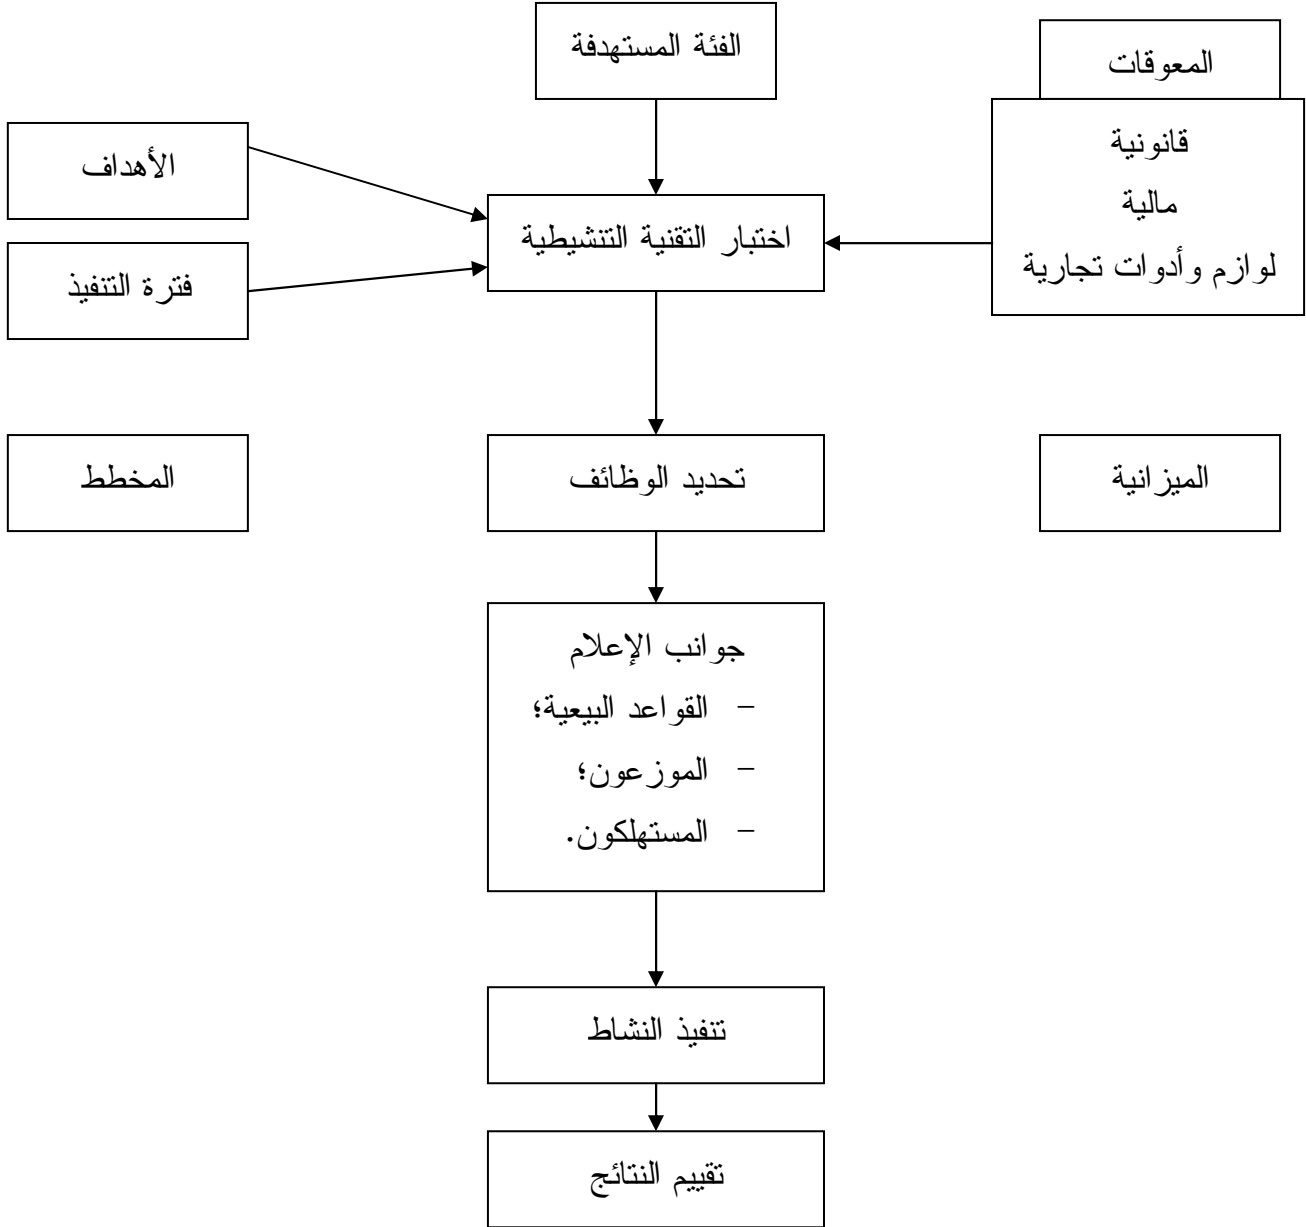 الفئة المستهدفة
المعوقات
قانونية
مالية
لوازم وأدوات تجارية
الأهداف
فترة التنفيذ
اختبار التقنية التنشيطية
المخطط
تحديد الوظائف
الميزانية
جوانب الإعلام
- القواعد البيعية؛
- الموزعون؛
- المستهلكون.
تنفيذ النشاط
تقييم النتائج